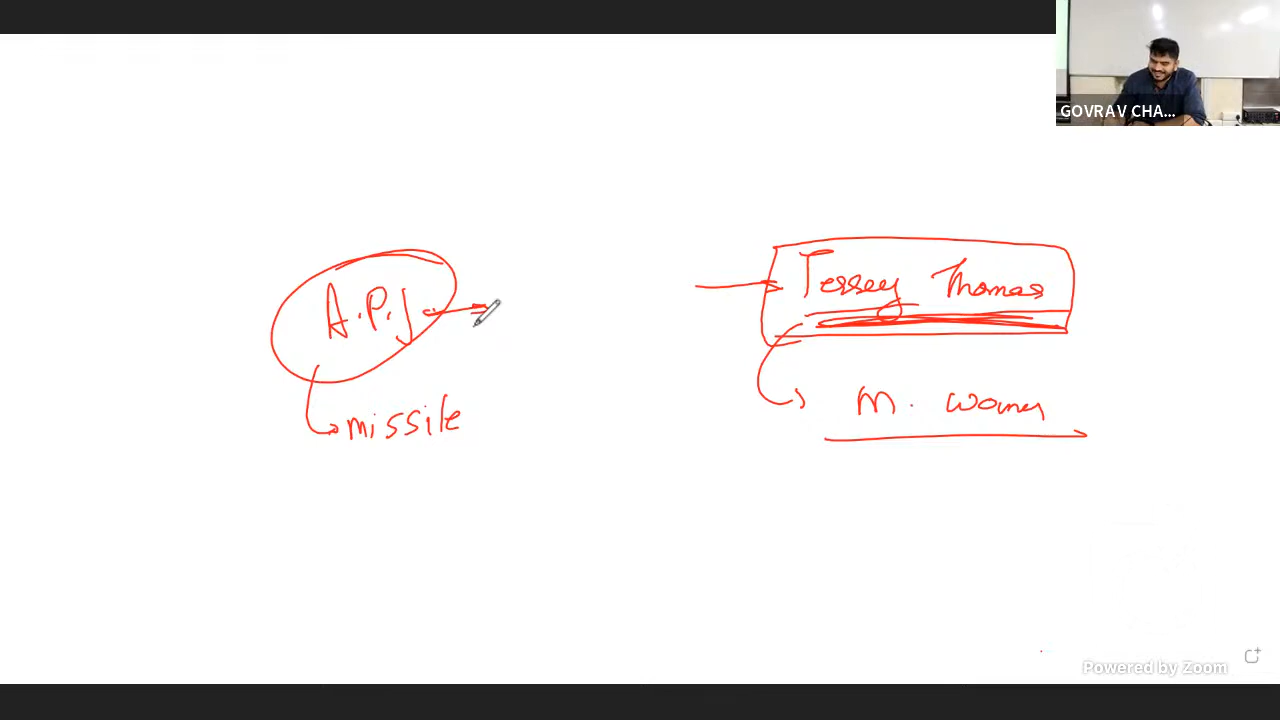 GOVRAV CHA...
A.P.J
Tessey Thomas
missile
M. women
Powered by Zoom